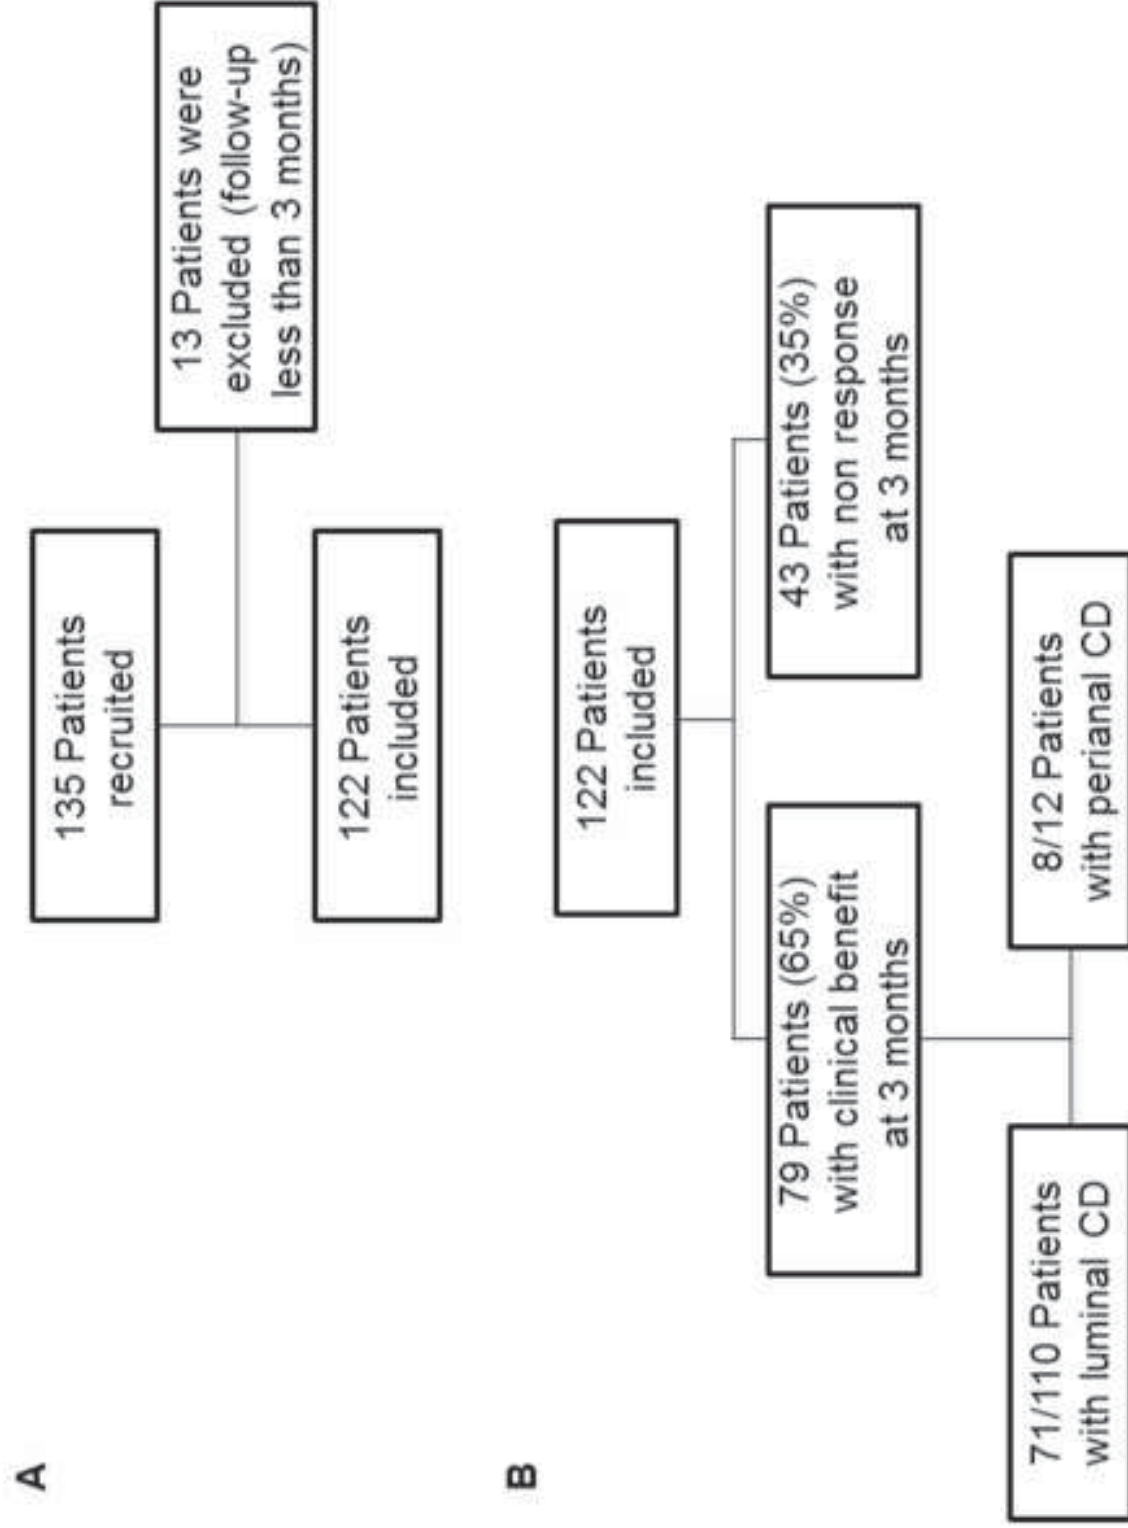 A
135 Patients
recruited
13 Patients were
excluded (follow-up
less than 3 months)
122 Patients
included
B
122 Patients
included
79 Patients (65%)
with clinical benefit
at 3 months
43 Patients (35%)
with non response
at 3 months
71/110 Patients
with luminal CD
8/12 Patients
with perianal CD